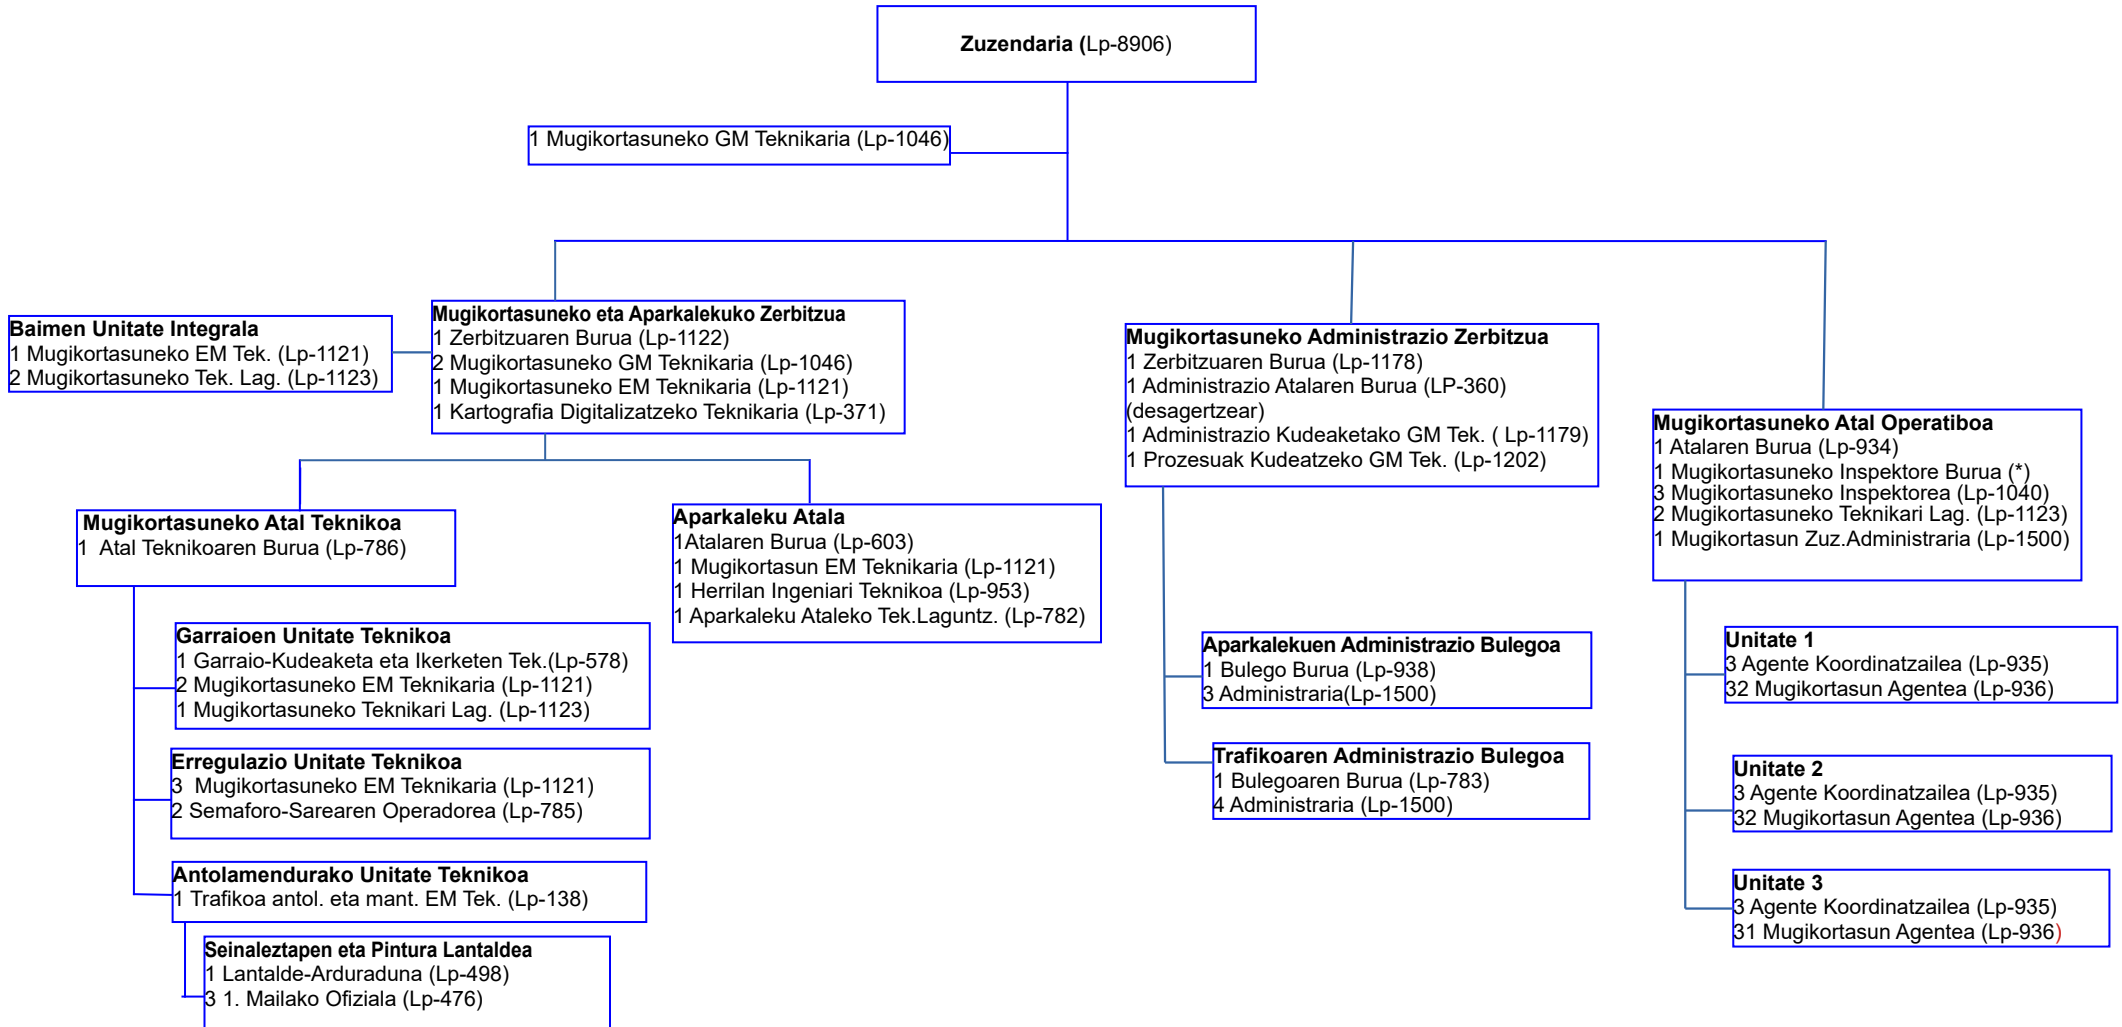 Zuzendaria (Lp-8906)
1 Mugikortasuneko GM Teknikaria (Lp-1046)
Baimen Unitate Integrala
1 Mugikortasuneko EM Tek. (Lp-1121)
2 Mugikortasuneko Tek. Lag. (Lp-1123)
Mugikortasuneko eta Aparkalekuko Zerbitzua
1 Zerbitzuaren Burua (Lp-1122)
2 Mugikortasuneko GM Teknikaria (Lp-1046)
1 Mugikortasuneko EM Teknikaria (Lp-1121)
1 Kartografia Digitalizatzeko Teknikaria (Lp-371)
Mugikortasuneko Administrazio Zerbitzua
1 Zerbitzuaren Burua (Lp-1178)
1 Administrazio Atalaren Burua (LP-360)
(desagertzear)
1 Administrazio Kudeaketako GM Tek. ( Lp-1179)
1 Prozesuak Kudeatzeko GM Tek. (Lp-1202)
Mugikortasuneko Atal Operatiboa
1 Atalaren Burua (Lp-934)
1 Mugikortasuneko Inspektore Burua (*)
3 Mugikortasuneko Inspektorea (Lp-1040)
2 Mugikortasuneko Teknikari Lag. (Lp-1123)
1 Mugikortasun Zuz.Administraria (Lp-1500)
Mugikortasuneko Atal Teknikoa
1  Atal Teknikoaren Burua (Lp-786)
Aparkaleku Atala
1Atalaren Burua (Lp-603)
1 Mugikortasun EM Teknikaria (Lp-1121)
1 Herrilan Ingeniari Teknikoa (Lp-953)
1 Aparkaleku Ataleko Tek.Laguntz. (Lp-782)
Garraioen Unitate Teknikoa
1 Garraio-Kudeaketa eta Ikerketen Tek.(Lp-578)
2 Mugikortasuneko EM Teknikaria (Lp-1121)
1 Mugikortasuneko Teknikari Lag. (Lp-1123)
Erregulazio Unitate Teknikoa
3  Mugikortasuneko EM Teknikaria (Lp-1121)
2 Semaforo-Sarearen Operadorea (Lp-785)
Antolamendurako Unitate Teknikoa
1 Trafikoa antol. eta mant. EM Tek. (Lp-138)
Seinaleztapen eta Pintura Lantaldea
1 Lantalde-Arduraduna (Lp-498)
3 1. Mailako Ofiziala (Lp-476)
Aparkalekuen Administrazio Bulegoa
1 Bulego Burua (Lp-938)
3 Administraria(Lp-1500)
Trafikoaren Administrazio Bulegoa
1 Bulegoaren Burua (Lp-783)
4 Administraria (Lp-1500)
Unitate 1
3 Agente Koordinatzailea (Lp-935)
32 Mugikortasun Agentea (Lp-936)
Unitate 2
3 Agente Koordinatzailea (Lp-935)
32 Mugikortasun Agentea (Lp-936)
Unitate 3
3 Agente Koordinatzailea (Lp-935)
31 Mugikortasun Agentea (Lp-936)